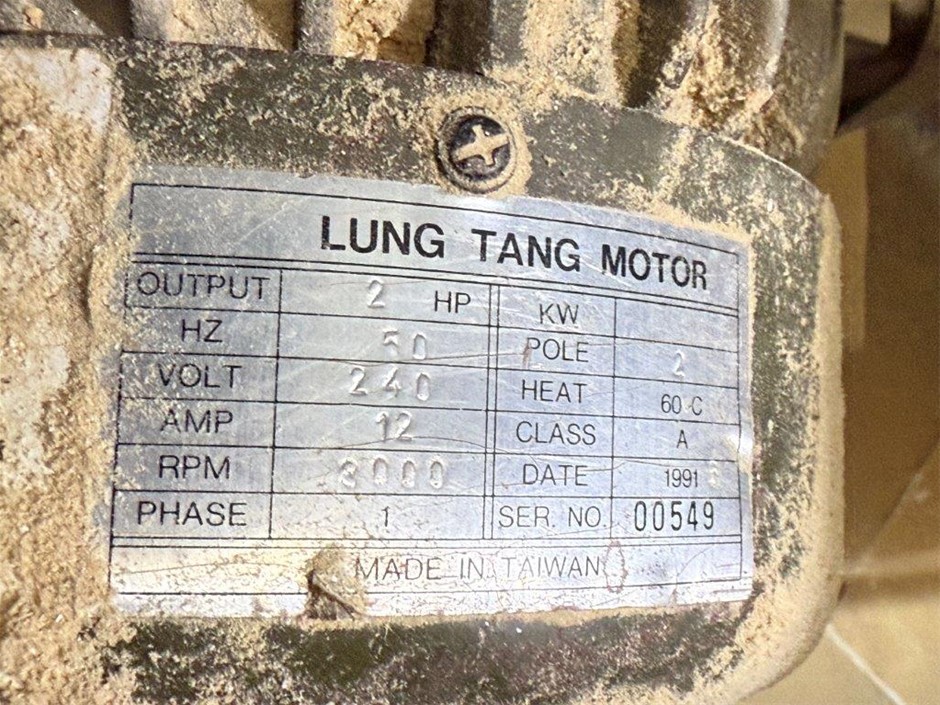 LUNG TANG MOTOR
OUTPUT 2 HP KW
HZ 50 POLE 2
VOLT 240 HEAT 60 C
AMP 12 CLASS A
RPM 3000 DATE 1991
PHASE 1 SER. NO. 00549
MADE IN TAIWAN